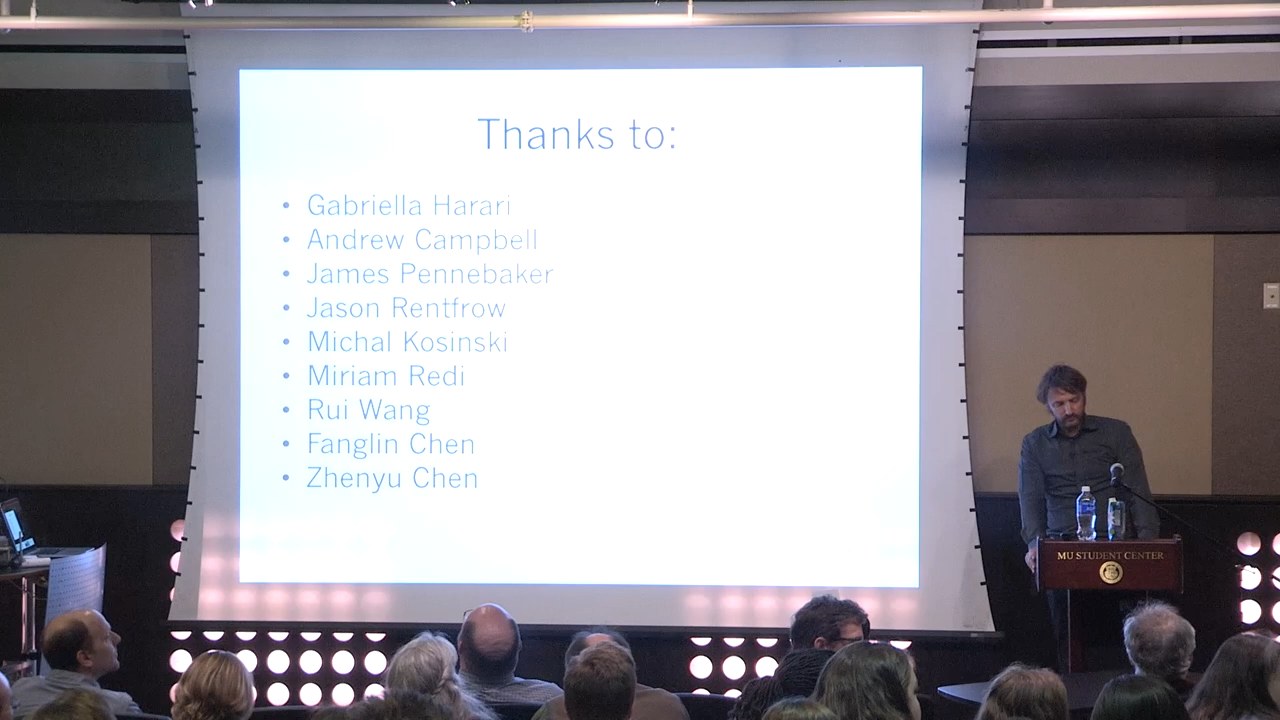 Thanks to:
• Gabriella Harari
• Andrew Campbell
• James Pennebaker
• Jason Rentfrow
• Michal Kosinski
• Miriam Redi
• Rui Wang
• Fanglin Chen
• Zhenyu Chen
MU STUDENT CENTER